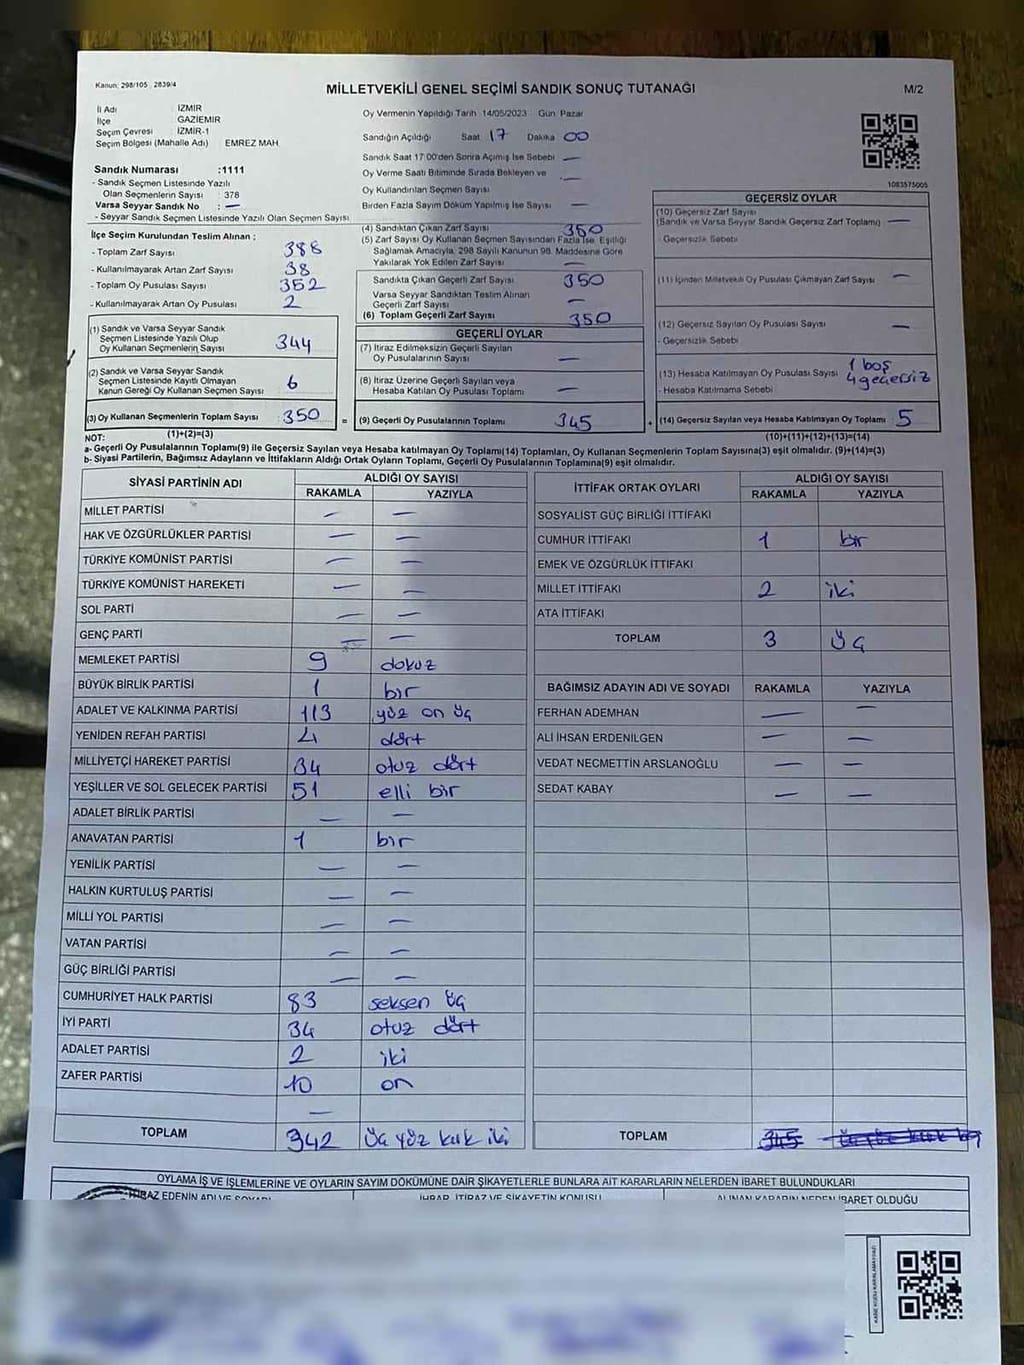 Kanun: 298/105 2839/4
MİLLETVEKİLİ GENEL SEÇİMİ SANDIK SONUÇ TUTANAĞI
M/2
İl Adı İZMİR
İlçe GAZİEMİR
Seçim Çevresi İZMİR-1
Seçim Bölgesi (Mahalle Adı) EMREZ MAH.
Sandık Numarası :1111
- Sandık Seçmen Listesinde Yazılı
Olan Seçmenlerin Sayısı : 378
Varsa Seyyar Sandık No : —
- Seyyar Sandık Seçmen Listesinde Yazılı Olan Seçmen Sayısı
Oy Vermenin Yapıldığı Tarih 14/05/2023 Gün Pazar
Sandığın Açıldığı Saat 17 Dakika 00
Sandık Saat 17:00'den Sonra Açılmış İse Sebebi —
Oy Verme Saati Bitiminde Sırada Bekleyen ve —
Oy Kullandırılan Seçmen Sayısı
Birden Fazla Sayım Döküm Yapılmış İse Sayısı —
1083575005
İlçe Seçim Kurulundan Teslim Alınan :
- Toplam Zarf Sayısı 388
- Kullanılmayarak Artan Zarf Sayısı 38
- Toplam Oy Pusulası Sayısı 352
- Kullanılmayarak Artan Oy Pusulası 2
(1) Sandık ve Varsa Seyyar Sandık
Seçmen Listesinde Yazılı Olup
Oy Kullanan Seçmenlerin Sayısı 344
(2) Sandık ve Varsa Seyyar Sandık
Seçmen Listesinde Kayıtlı Olmayan
Kanun Gereği Oy Kullanan Seçmen Sayısı 6
(3) Oy Kullanan Seçmenlerin Toplam Sayısı 350 =
(1)+(2)=(3)
(4) Sandıktan Çıkan Zarf Sayısı 350
(5) Zarf Sayısı Oy Kullanan Seçmen Sayısından Fazla İse, Eşitliği
Sağlamak Amacıyla, 298 Sayılı Kanunun 98. Maddesine Göre
Yakılarak Yok Edilen Zarf Sayısı —
Sandıkta Çıkan Geçerli Zarf Sayısı 350
Varsa Seyyar Sandıktan Teslim Alınan
Geçerli Zarf Sayısı —
(6) Toplam Geçerli Zarf Sayısı 350
GEÇERLİ OYLAR
(7) İtiraz Edilmeksizin Geçerli Sayılan
Oy Pusulalarının Sayısı —
(8) İtiraz Üzerine Geçerli Sayılan veya
Hesaba Katılan Oy Pusulaları Toplamı —
(9) Geçerli Oy Pusulalarının Toplamı 345 +
GEÇERSİZ OYLAR
(10) Geçersiz Zarf Sayısı
(Sandık ve Varsa Seyyar Sandık Geçersiz Zarf Toplamı) —
- Geçersizlik Sebebi
(11) İçinden Milletvekili Oy Pusulası Çıkmayan Zarf Sayısı —
(12) Geçersiz Sayılan Oy Pusulası Sayısı —
- Geçersizlik Sebebi
(13) Hesaba Katılmayan Oy Pusulası Sayısı 1 boş
- Hesaba Katılmama Sebebi 4 geçersiz
(14) Geçersiz Sayılan veya Hesaba Katılmayan Oy Toplamı 5
(10)+(11)+(12)+(13)=(14)
NOT:
a- Geçerli Oy Pusulalarının Toplamı(9) ile Geçersiz Sayılan veya Hesaba katılmayan Oy Toplamı(14) Toplamları, Oy Kullanan Seçmenlerin Toplam Sayısına(3) eşit olmalıdır. (9)+(14)=(3)
b- Siyasi Partilerin, Bağımsız Adayların ve İttifakların Aldığı Ortak Oyların Toplamı, Geçerli Oy Pusulalarının Toplamına(9) eşit olmalıdır.
SİYASİ PARTİNİN ADI ALDIĞI OY SAYISI
RAKAMLA YAZIYLA
MİLLET PARTİSİ — —
HAK VE ÖZGÜRLÜKLER PARTİSİ — —
TÜRKİYE KOMÜNİST PARTİSİ — —
TÜRKİYE KOMÜNİST HAREKETİ — —
SOL PARTİ — —
GENÇ PARTİ — —
MEMLEKET PARTİSİ 9 dokuz
BÜYÜK BİRLİK PARTİSİ 1 bir
ADALET VE KALKINMA PARTİSİ 113 yüz on üç
YENİDEN REFAH PARTİSİ 4 dört
MİLLİYETÇİ HAREKET PARTİSİ 34 otuz dört
YEŞİLLER VE SOL GELECEK PARTİSİ 51 elli bir
ADALET BİRLİK PARTİSİ — —
ANAVATAN PARTİSİ 1 bır
YENİLİK PARTİSİ — —
HALKIN KURTULUŞ PARTİSİ — —
MİLLİ YOL PARTİSİ — —
VATAN PARTİSİ — —
GÜÇ BİRLİĞİ PARTİSİ — —
CUMHURİYET HALK PARTİSİ 83 seksen üç
İYİ PARTİ 34 otuz dört
ADALET PARTİSİ 2 iki
ZAFER PARTİSİ 10 on
—
TOPLAM 342 üç yüz kırk iki
İTTİFAK ORTAK OYLARI ALDIĞI OY SAYISI
RAKAMLA YAZIYLA
SOSYALİST GÜÇ BİRLİĞİ İTTİFAKI
CUMHUR İTTİFAKI 1 bir
EMEK VE ÖZGÜRLÜK İTTİFAKI
MİLLET İTTİFAKI 2 iki
ATA İTTİFAKI
TOPLAM 3 üç
BAĞIMSIZ ADAYIN ADI VE SOYADI RAKAMLA YAZIYLA
FERHAN ADEMHAN — —
ALİ İHSAN ERDENİLGEN — —
VEDAT NECMETTİN ARSLANOĞLU — —
SEDAT KABAY — —
TOPLAM 345
OYLAMA İŞ VE İŞLEMLERİNE VE OYLARIN SAYIM DÖKÜMÜNE DAİR ŞİKAYETLERLE BUNLARA AİT KARARLARIN NELERDEN İBARET BULUNDUKLARI
İTİRAZ EDENİN ADI VE SOYADI
İHBAR, İTİRAZ VE ŞİKAYETİN KONUSU
ALINAN KARARIN NEDEN İBARET OLDUĞU